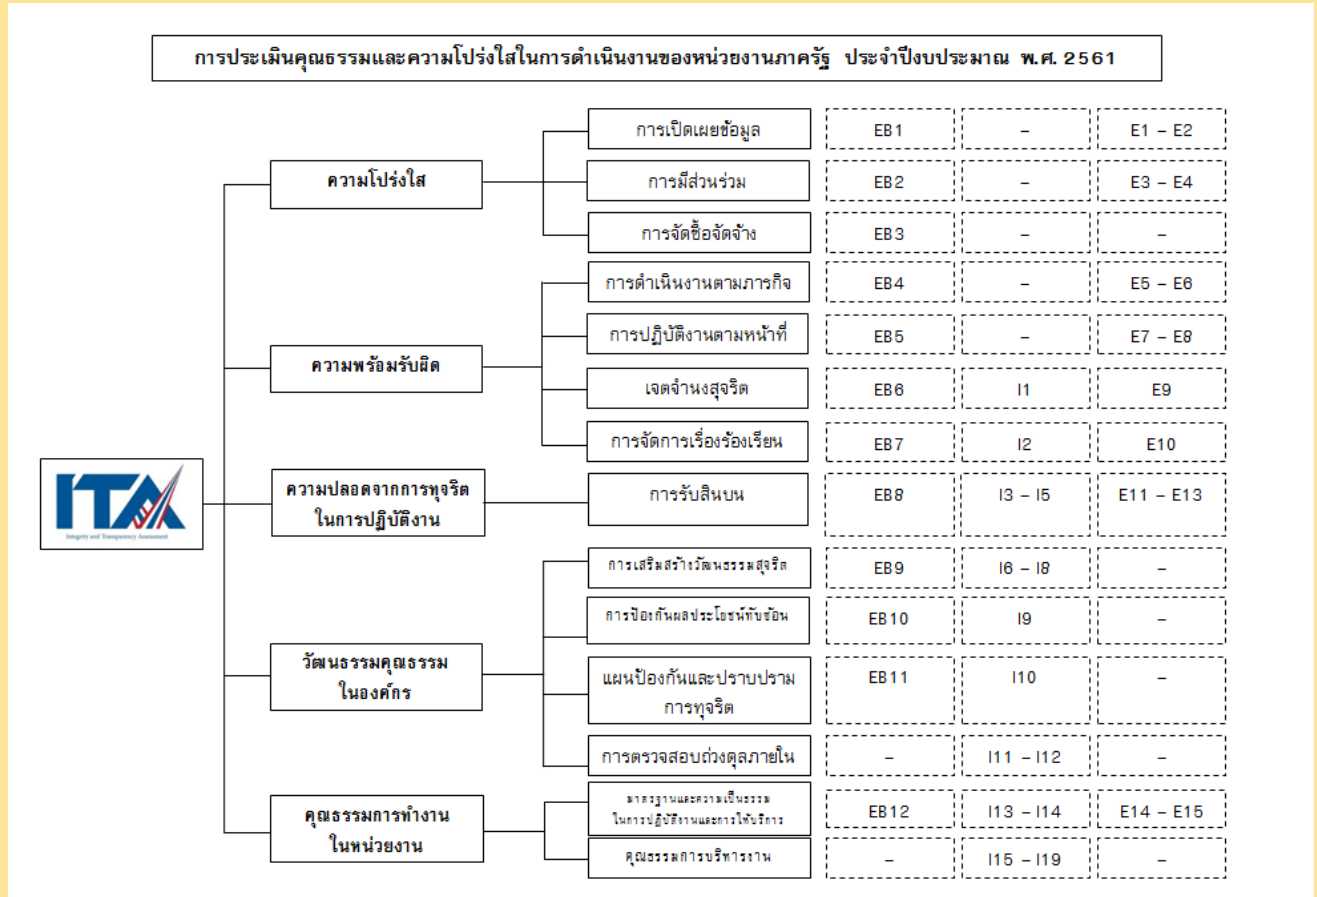 การประเมินคุณธรรมและความโปร่งใสในการดำเนินงานของหน่วยงานภาครัฐ ประจำปีงบประมาณ พ.ศ. 2561
ความโปร่งใส
การเปิดเผยข้อมูล EB1 – E1 – E2
การมีส่วนร่วม EB2 – E3 – E4
การจัดซื้อจัดจ้าง EB3 – –
ความพร้อมรับผิด
การดำเนินงานตามภารกิจ EB4 – E5 – E6
การปฏิบัติงานตามหน้าที่ EB5 – E7 – E8
เจตจำนงสุจริต EB6 I1 E9
การจัดการเรื่องร้องเรียน EB7 I2 E10
ITA
Integrity and Transparency Assessment
ความปลอดจากการทุจริต
ในการปฏิบัติงาน
การรับสินบน EB8 I3 – I5 E11 – E13
วัฒนธรรมคุณธรรม
ในองค์กร
การเสริมสร้างวัฒนธรรมสุจริต EB9 I6 – I8 –
การป้องกันผลประโยชน์ทับซ้อน EB10 I9 –
แผนป้องกันและปราบปราม EB11 I10 –
การทุจริต
การตรวจสอบถ่วงดุลภายใน – I11 – I12 –
คุณธรรมการทำงาน
ในหน่วยงาน
มาตรฐานและความเป็นธรรม
ในการปฏิบัติงานและการให้บริการ EB12 I13 – I14 E14 – E15
คุณธรรมการบริหารงาน – I15 – I19 –